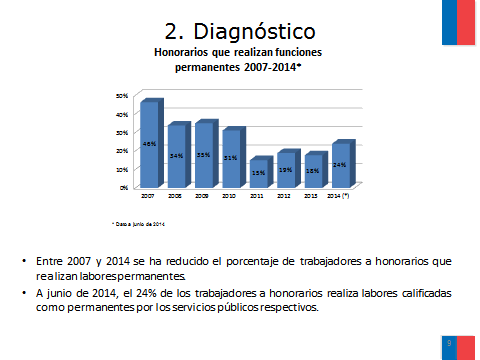 2. Diagnóstico
Honorarios que realizan funciones
permanentes 2007-2014*
50%
40%
30%
20%
10%
0%
46%
34%
35%
31%
15%
19%
18%
24%
2007
2008
2009
2010
2011
2012
2013
2014 (*)
* Dato a junio de 2014
• Entre 2007 y 2014 se ha reducido el porcentaje de trabajadores a honorarios que
realizan labores permanentes.
• A junio de 2014, el 24% de los trabajadores a honorarios realiza labores calificadas
como permanentes por los servicios públicos respectivos.
9